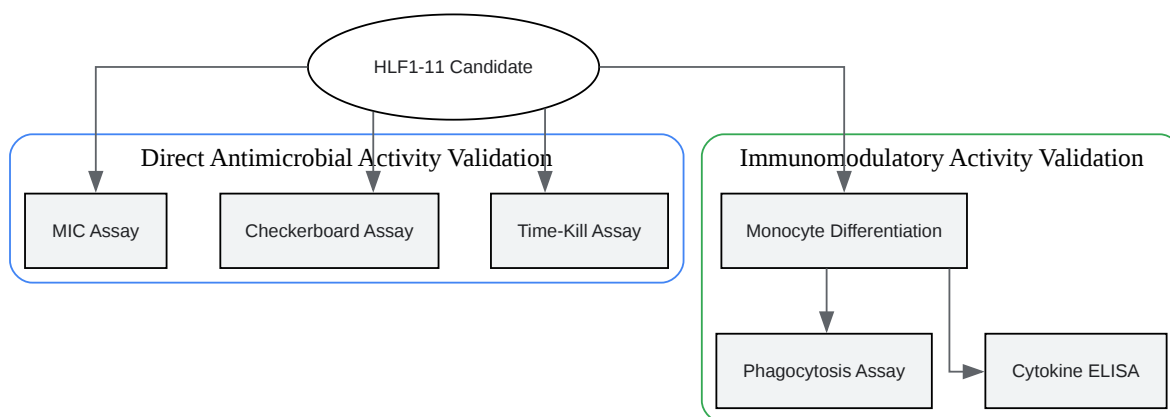 HLF1-11 Candidate
Direct Antimicrobial Activity Validation
Immunomodulatory Activity Validation
MIC Assay
Checkerboard Assay
Time-Kill Assay
Monocyte Differentiation
Phagocytosis Assay
Cytokine ELISA